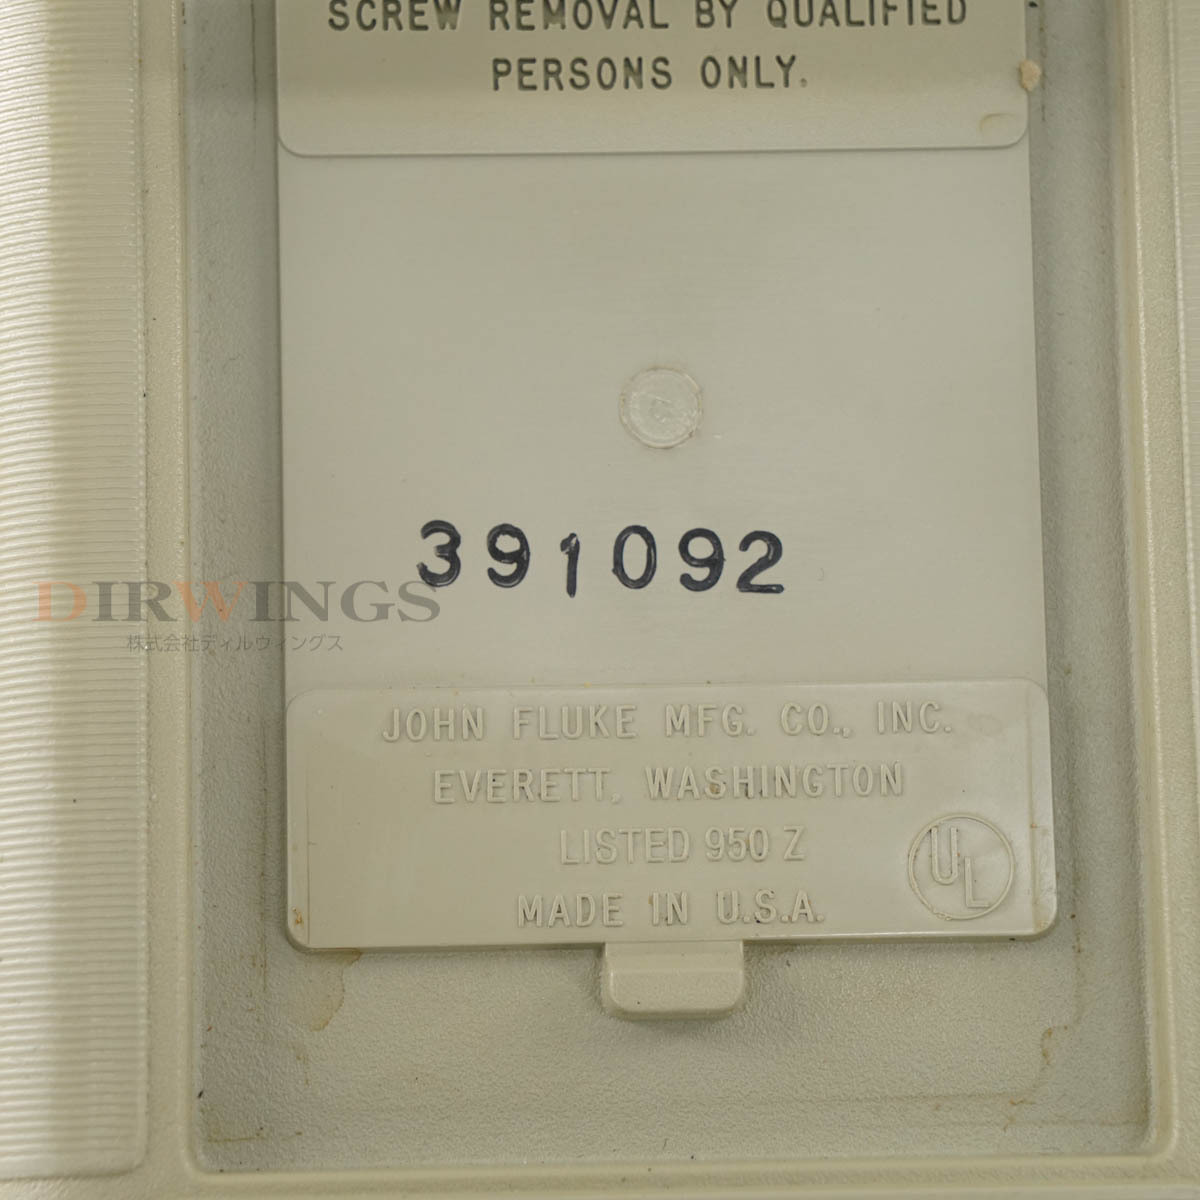 SCREW REMOVAL BY QUALIFIED
PERSONS ONLY.
391092
DIRWINGS
株式会社ディルウィングス
JOHN FLUKE MFG. CO., INC.
EVERETT, WASHINGTON
LISTED 950 Z
UL
MADE IN U.S.A.